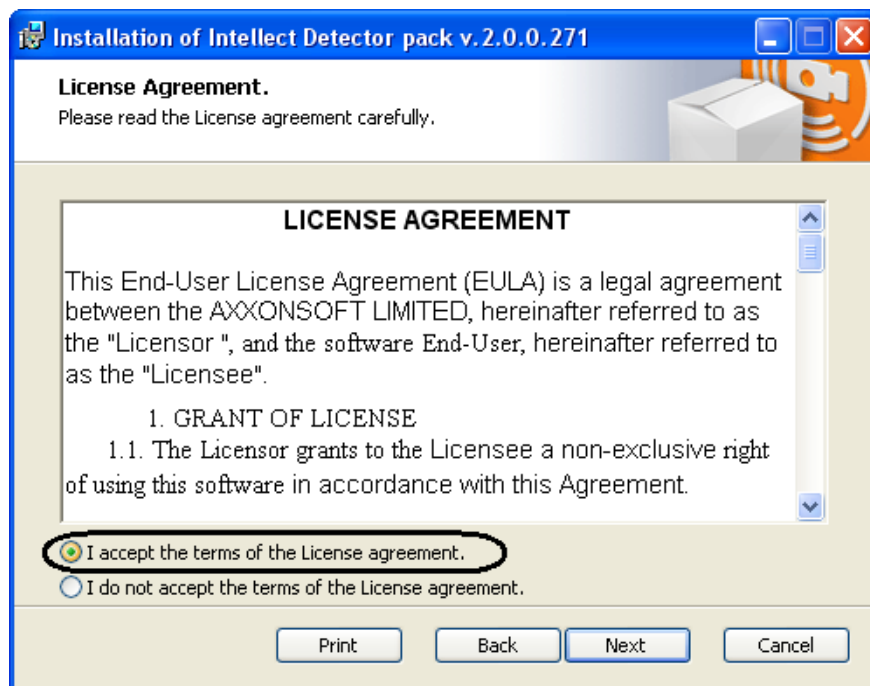 Installation of Intellect Detector pack v.2.0.0.271
License Agreement.
Please read the License agreement carefully.
LICENSE AGREEMENT
This End-User License Agreement (EULA) is a legal agreement
between the AXXONSOFT LIMITED, hereinafter referred to as
the "Licensor ", and the software End-User, hereinafter referred to
as the "Licensee".
1. GRANT OF LICENSE
1.1. The Licensor grants to the Licensee a non-exclusive right
of using this software in accordance with this Agreement.
I accept the terms of the License agreement.
I do not accept the terms of the License agreement.
Print Back Next Cancel